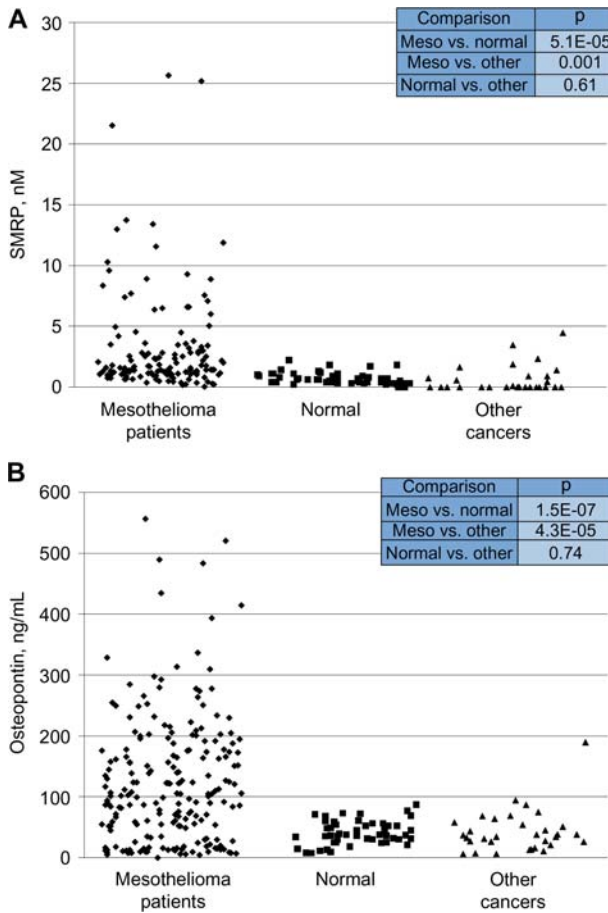 A
SMRP, nM
30
25
20
15
10
5
0
Comparison p
Meso vs. normal 5.1E-05
Meso vs. other 0.001
Normal vs. other 0.61
Mesothelioma patients
Normal
Other cancers
B
Osteopontin, ng/mL
600
500
400
300
200
100
0
Comparison p
Meso vs. normal 1.5E-07
Meso vs. other 4.3E-05
Normal vs. other 0.74
Mesothelioma patients
Normal
Other cancers